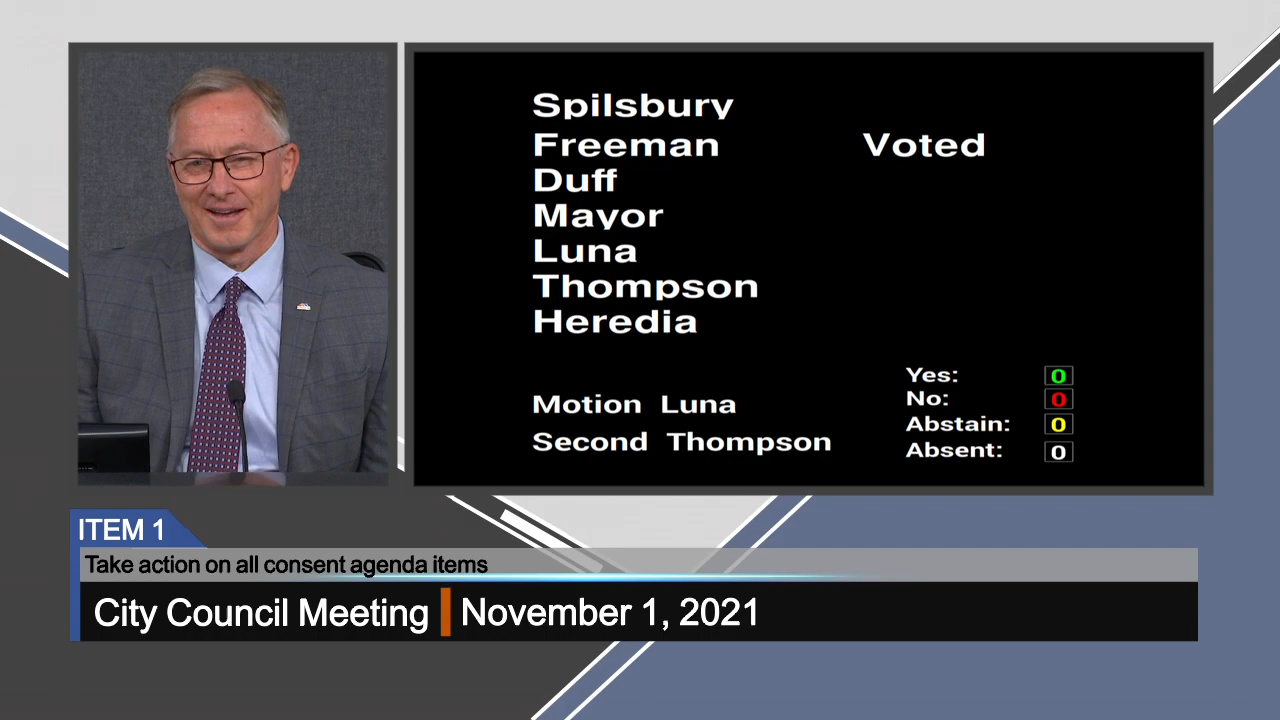 Spilsbury
Freeman Voted
Duff
Mayor
Luna
Thompson
Heredia
Yes: 0
No: 0
Motion Luna
Abstain: 0
Second Thompson
Absent: 0
ITEM 1
Take action on all consent agenda items
City Council Meeting November 1, 2021